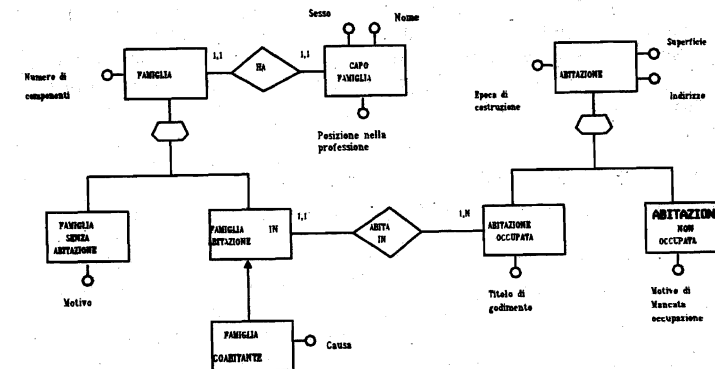 Sesso
Nome
Numero di
componenti
FAMIGLIA
1,1
HA
1,1
CAPO
FAMIGLIA
Posizione nella
professione
Epoca di
costruzione
ABITAZIONE
Superficie
Indirizzo
FAMIGLIA
SENZA
ABITAZIONE
Motivo
FAMIGLIA IN
ABITAZIONE
1,1
ABITA
IN
1,N
ABITAZIONE
OCCUPATA
Titolo di
godimento
ABITAZION
NON
OCCUPATA
Motivo di
Mancata
occupazione
FAMIGLIA
COABITANTE
Causa